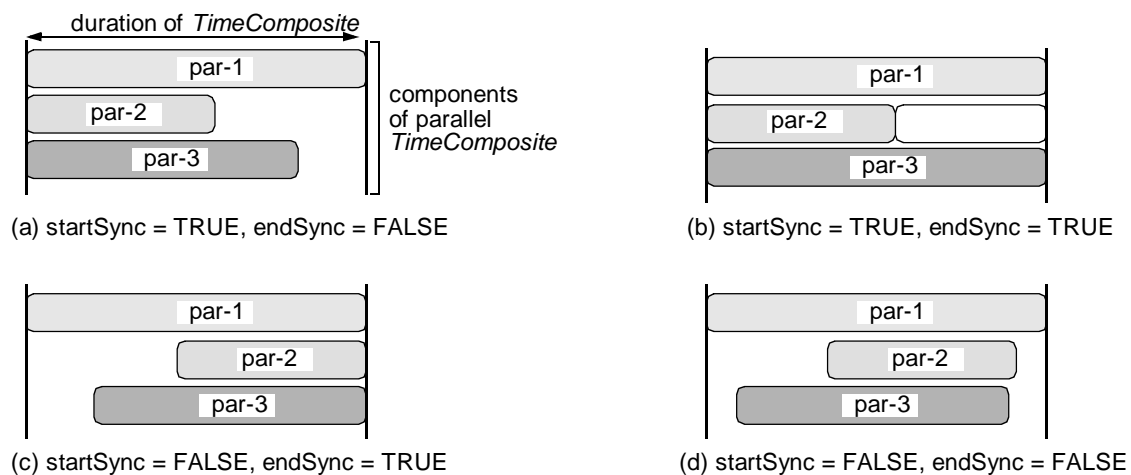 duration of TimeComposite
par-1
par-2
par-3
components
of parallel
TimeComposite
(a) startSync = TRUE, endSync = FALSE
par-1
par-2
par-3
(b) startSync = TRUE, endSync = TRUE
par-1
par-2
par-3
(c) startSync = FALSE, endSync = TRUE
par-1
par-2
par-3
(d) startSync = FALSE, endSync = FALSE